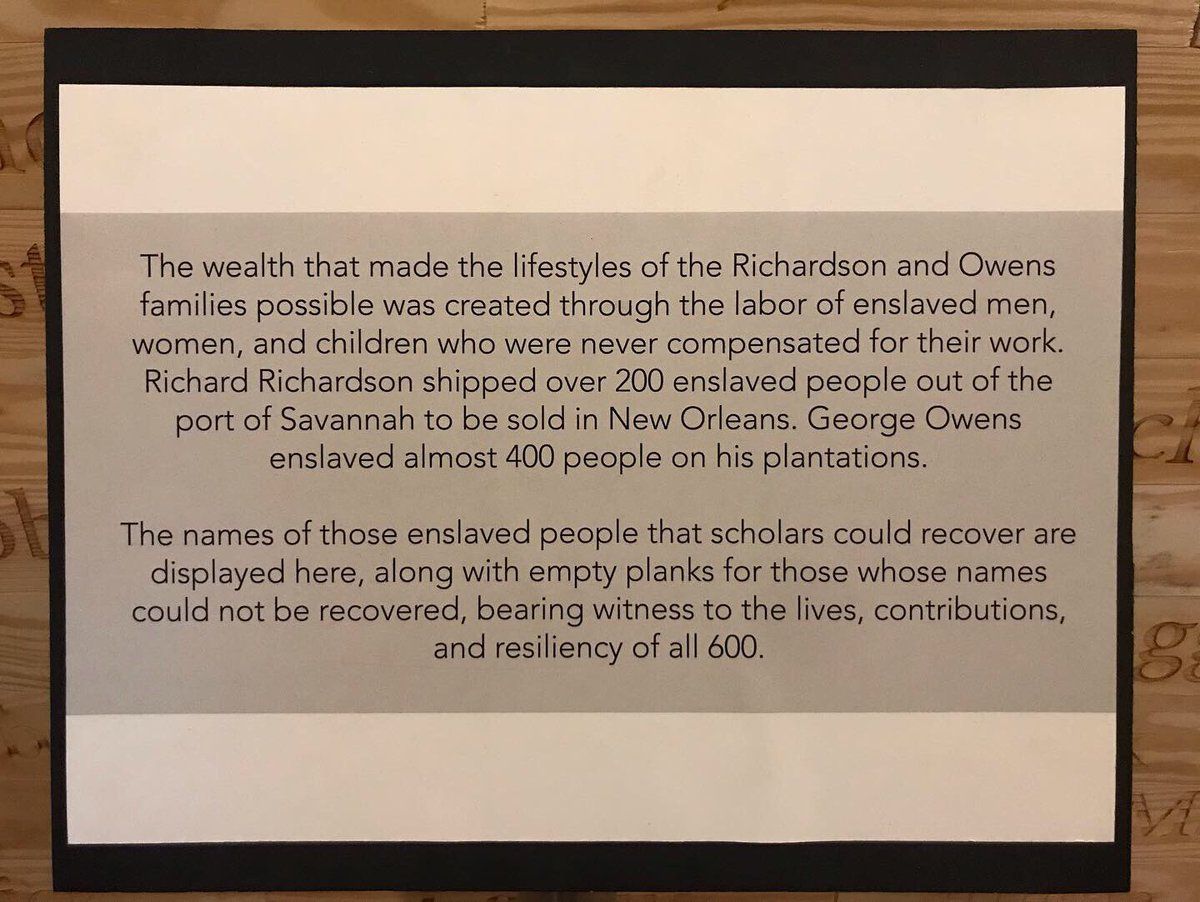 The wealth that made the lifestyles of the Richardson and Owens
families possible was created through the labor of enslaved men,
women, and children who were never compensated for their work.
Richard Richardson shipped over 200 enslaved people out of the
port of Savannah to be sold in New Orleans. George Owens
enslaved almost 400 people on his plantations.
The names of those enslaved people that scholars could recover are
displayed here, along with empty planks for those whose names
could not be recovered, bearing witness to the lives, contributions,
and resiliency of all 600.